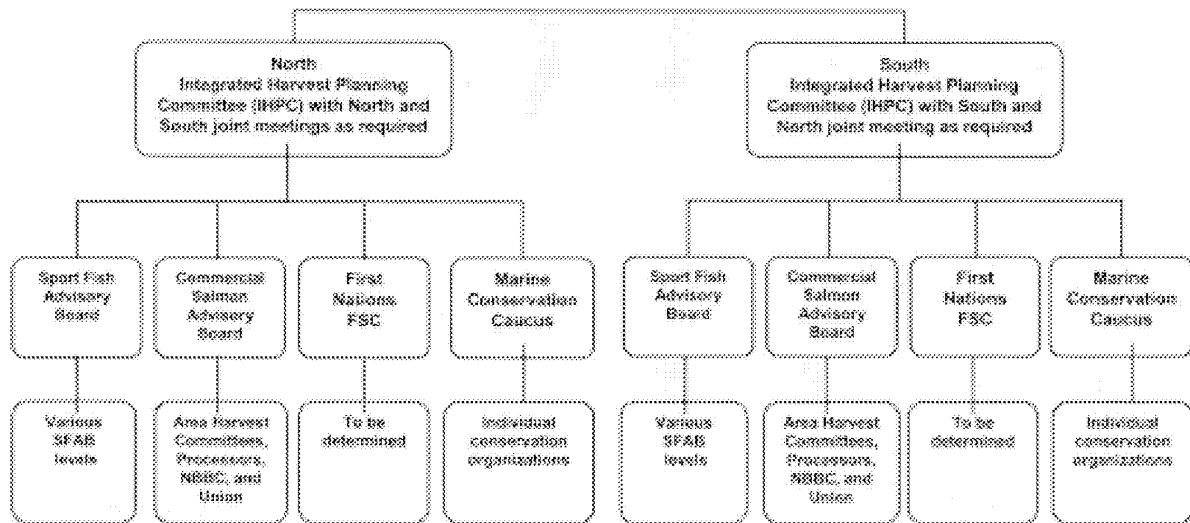 North
Integrated Harvest Planning
Committee (IHPC) with North and
South joint meetings as required
South
Integrated Harvest Planning
Committee (IHPC) with South and
North joint meeting as required
Sport Fish
Advisory
Board
Commercial
Salmon
Advisory
Board
First
Nations
FSC
Marine
Conservation
Caucus
Sport Fish
Advisory
Board
Commercial
Salmon
Advisory
Board
First
Nations
FSC
Marine
Conservation
Caucus
Various
SFAB
levels
Area Harvest
Committees,
Processors,
NBBC, and
Union
To be
determined
Individual
conservation
organizations
Various
SFAB
levels
Area Harvest
Committees,
Processors,
NBBC, and
Union
To be
determined
Individual
conservation
organizations